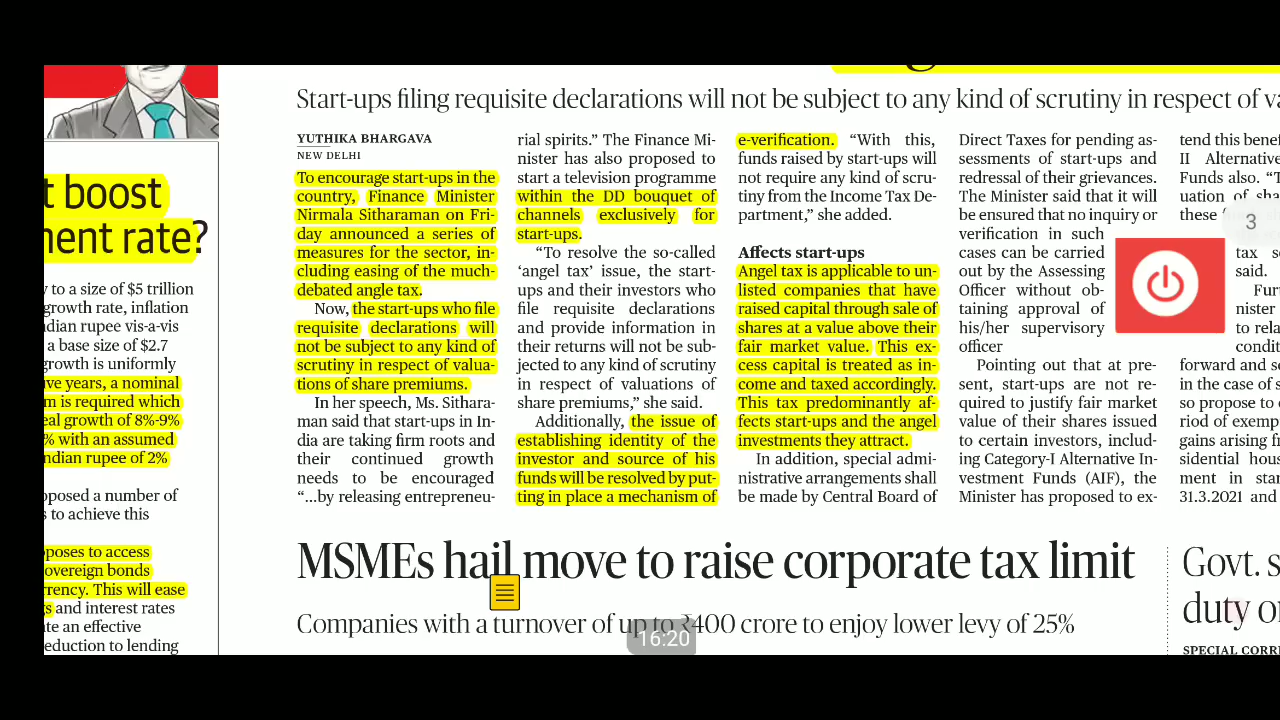 t boost
nent rate?
y to a size of $5 trillion
growth rate, inflation
dian rupee vis-a-vis
a base size of $2.7
growth is uniformly
ve years, a nominal
m is required which
eal growth of 8%-9%
% with an assumed
ndian rupee of 2%
oposed a number of
s to achieve this
poses to access
overeign bonds
rrency. This will ease
gs and interest rates
ate an effective
reduction to lending
Start-ups filing requisite declarations will not be subject to any kind of scrutiny in respect of va
YUTHIKA BHARGAVA
NEW DELHI
To encourage start-ups in the
country, Finance Minister
Nirmala Sitharaman on Fri-
day announced a series of
measures for the sector, in-
cluding easing of the much-
debated angle tax.
Now, the start-ups who file
requisite declarations will
not be subject to any kind of
scrutiny in respect of valua-
tions of share premiums.
In her speech, Ms. Sithara-
man said that start-ups in In-
dia are taking firm roots and
their continued growth
needs to be encouraged
“...by releasing entrepreneu-
rial spirits.” The Finance Mi-
nister has also proposed to
start a television programme
within the DD bouquet of
channels exclusively for
start-ups.
“To resolve the so-called
‘angel tax’ issue, the start-
ups and their investors who
file requisite declarations
and provide information in
their returns will not be sub-
jected to any kind of scrutiny
in respect of valuations of
share premiums,” she said.
Additionally, the issue of
establishing identity of the
investor and source of his
funds will be resolved by put-
ting in place a mechanism of
e-verification. “With this,
funds raised by start-ups will
not require any kind of scru-
tiny from the Income Tax De-
partment,” she added.
Affects start-ups
Angel tax is applicable to un-
listed companies that have
raised capital through sale of
shares at a value above their
fair market value. This ex-
cess capital is treated as in-
come and taxed accordingly.
This tax predominantly af-
fects start-ups and the angel
investments they attract.
In addition, special admi-
nistrative arrangements shall
be made by Central Board of
Direct Taxes for pending as-
sessments of start-ups and
redressal of their grievances.
The Minister said that it will
be ensured that no inquiry or
verification in such
cases can be carried
out by the Assessing
Officer without ob-
taining approval of
his/her supervisory
officer
Pointing out that at pre-
sent, start-ups are not re-
quired to justify fair market
value of their shares issued
to certain investors, includ-
ing Category-I Alternative In-
vestment Funds (AIF), the
Minister has proposed to ex-
tend this bene
II Alternative
Funds also. “T
uation of sha
these
tax s
said.
Furt
nister
to rela
condit
forward and s
in the case of s
so propose to
riod of exemp
gains arising f
sidential hous
ment in star
31.3.2021 and
3
MSMEs hail move to raise corporate tax limit
Companies with a turnover of up to ₹400 crore to enjoy lower levy of 25%
16:20
Govt. s
duty o
SPECIAL CORRE